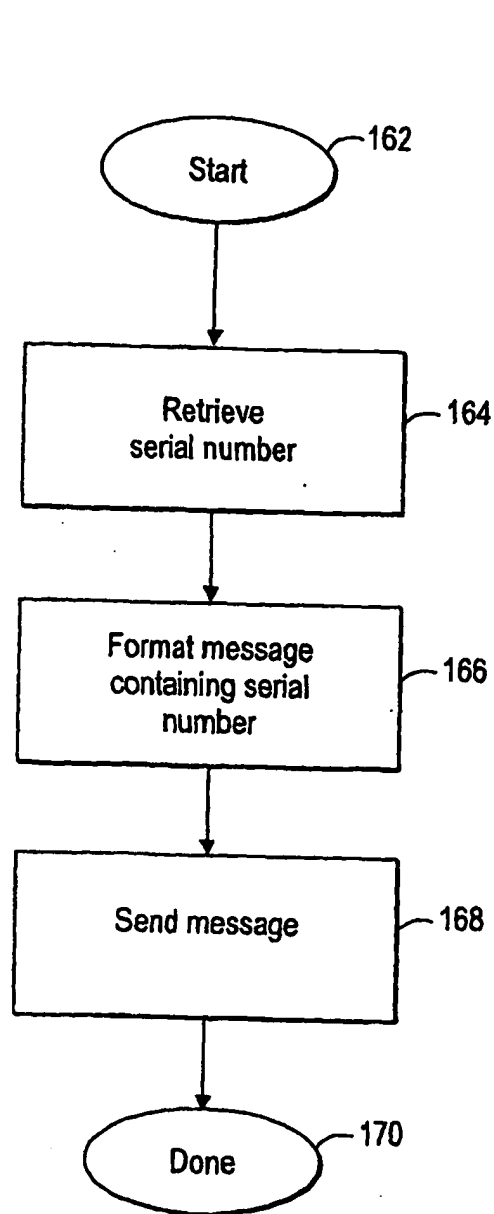 Start
162
Retrieve
serial number
164
Format message
containing serial
number
166
Send message
168
Done
170